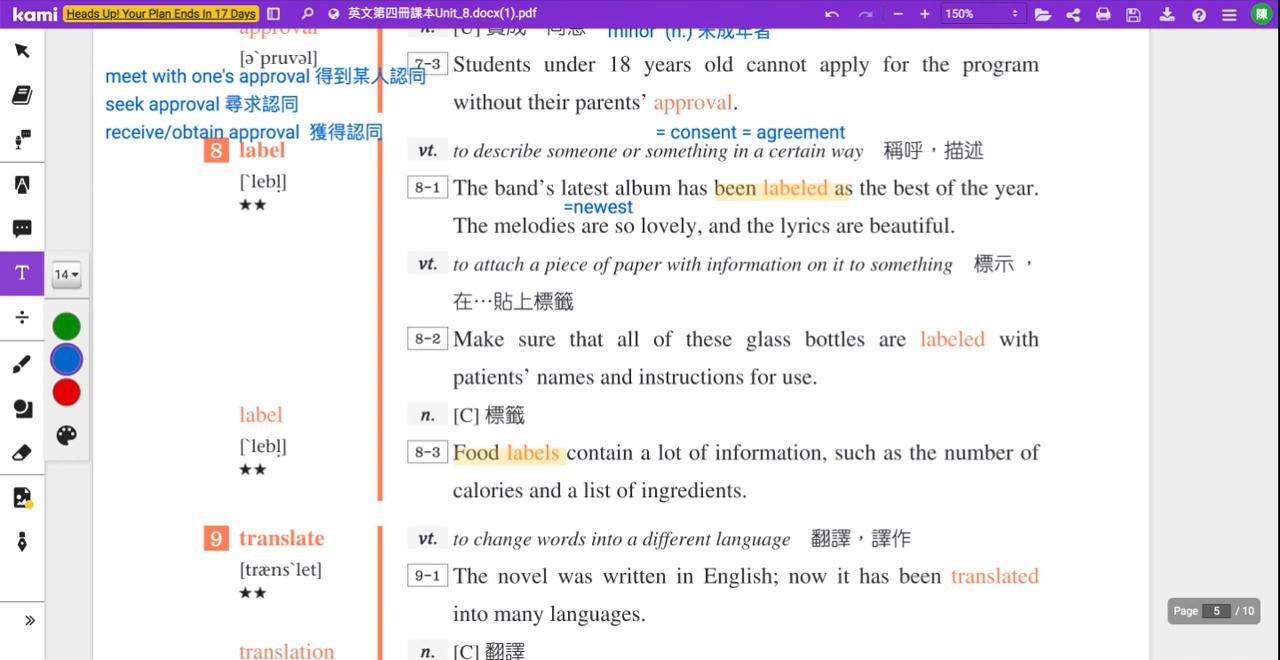 kami Heads Up! Your Plan Ends In 17 Days 英文第四冊課本Unit_8.docx(1).pdf 150% 陳
approval n. [U] 贊成，同意 minor (n.) 未成年者
[ə`pruvəl]
7-3 Students under 18 years old cannot apply for the program
meet with one's approval 得到某人認同
seek approval 尋求認同
without their parents' approval.
receive/obtain approval 獲得認同
= consent = agreement
8 label vt. to describe someone or something in a certain way 稱呼，描述
[`lebḷ]
8-1 The band's latest album has been labeled as the best of the year.
★★
=newest
The melodies are so lovely, and the lyrics are beautiful.
vt. to attach a piece of paper with information on it to something 標示，
14
在…貼上標籤
8-2 Make sure that all of these glass bottles are labeled with
patients' names and instructions for use.
label n. [C] 標籤
[`lebḷ]
8-3 Food labels contain a lot of information, such as the number of
★★
calories and a list of ingredients.
9 translate vt. to change words into a different language 翻譯，譯作
[træns`let]
9-1 The novel was written in English; now it has been translated
★★
into many languages.
Page 5 / 10
translation n. [C] 翻譯